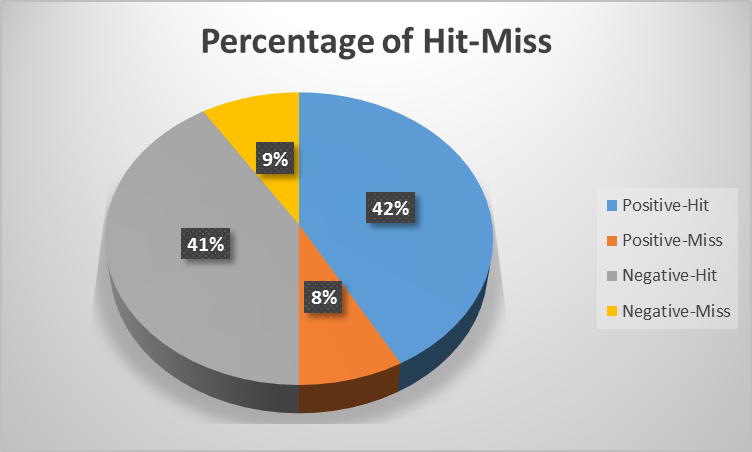 Percentage of Hit-Miss
9%
42%
41%
8%
Positive-Hit
Positive-Miss
Negative-Hit
Negative-Miss